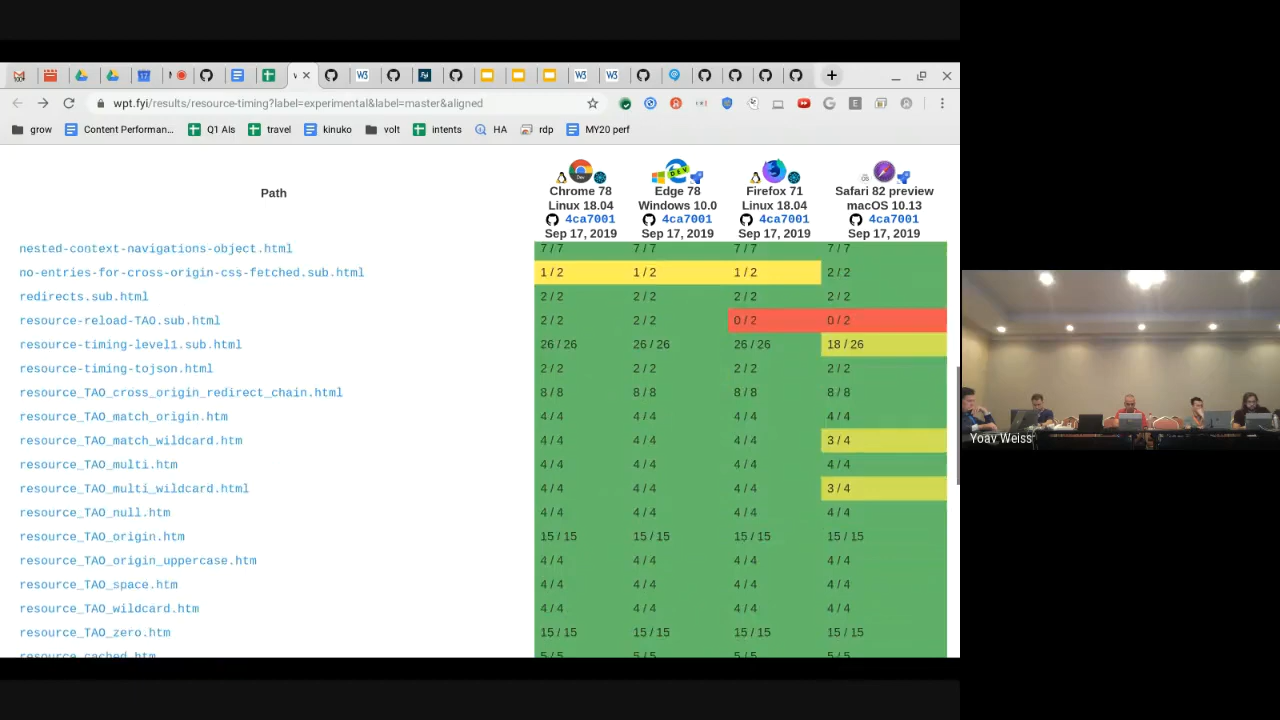 wpt.fyi/results/resource-timing?label=experimental&label=master&aligned
grow Content Performan... Q1 AIs travel kinuko volt intents HA rdp MY20 perf
Path
Chrome 78 Edge 78 Firefox 71 Safari 82 preview
Linux 18.04 Windows 10.0 Linux 18.04 macOS 10.13
4ca7001 4ca7001 4ca7001 4ca7001
Sep 17, 2019 Sep 17, 2019 Sep 17, 2019 Sep 17, 2019
nested-context-navigations-object.html 7 / 7 7 / 7 7 / 7 7 / 7
no-entries-for-cross-origin-css-fetched.sub.html 1 / 2 1 / 2 1 / 2 2 / 2
redirects.sub.html 2 / 2 2 / 2 2 / 2 2 / 2
resource-reload-TAO.sub.html 2 / 2 2 / 2 0 / 2 0 / 2
resource-timing-level1.sub.html 26 / 26 26 / 26 26 / 26 18 / 26
resource-timing-tojson.html 2 / 2 2 / 2 2 / 2 2 / 2
resource_TAO_cross_origin_redirect_chain.html 8 / 8 8 / 8 8 / 8 8 / 8
resource_TAO_match_origin.htm 4 / 4 4 / 4 4 / 4 4 / 4
resource_TAO_match_wildcard.htm 4 / 4 4 / 4 4 / 4 3 / 4
resource_TAO_multi.htm 4 / 4 4 / 4 4 / 4 4 / 4
resource_TAO_multi_wildcard.html 4 / 4 4 / 4 4 / 4 3 / 4
resource_TAO_null.htm 4 / 4 4 / 4 4 / 4 4 / 4
resource_TAO_origin.htm 15 / 15 15 / 15 15 / 15 15 / 15
resource_TAO_origin_uppercase.htm 4 / 4 4 / 4 4 / 4 4 / 4
resource_TAO_space.htm 4 / 4 4 / 4 4 / 4 4 / 4
resource_TAO_wildcard.htm 4 / 4 4 / 4 4 / 4 4 / 4
resource_TAO_zero.htm 15 / 15 15 / 15 15 / 15 15 / 15
resource_cached.htm 5 / 5 5 / 5 5 / 5 5 / 5
Yoav Weiss